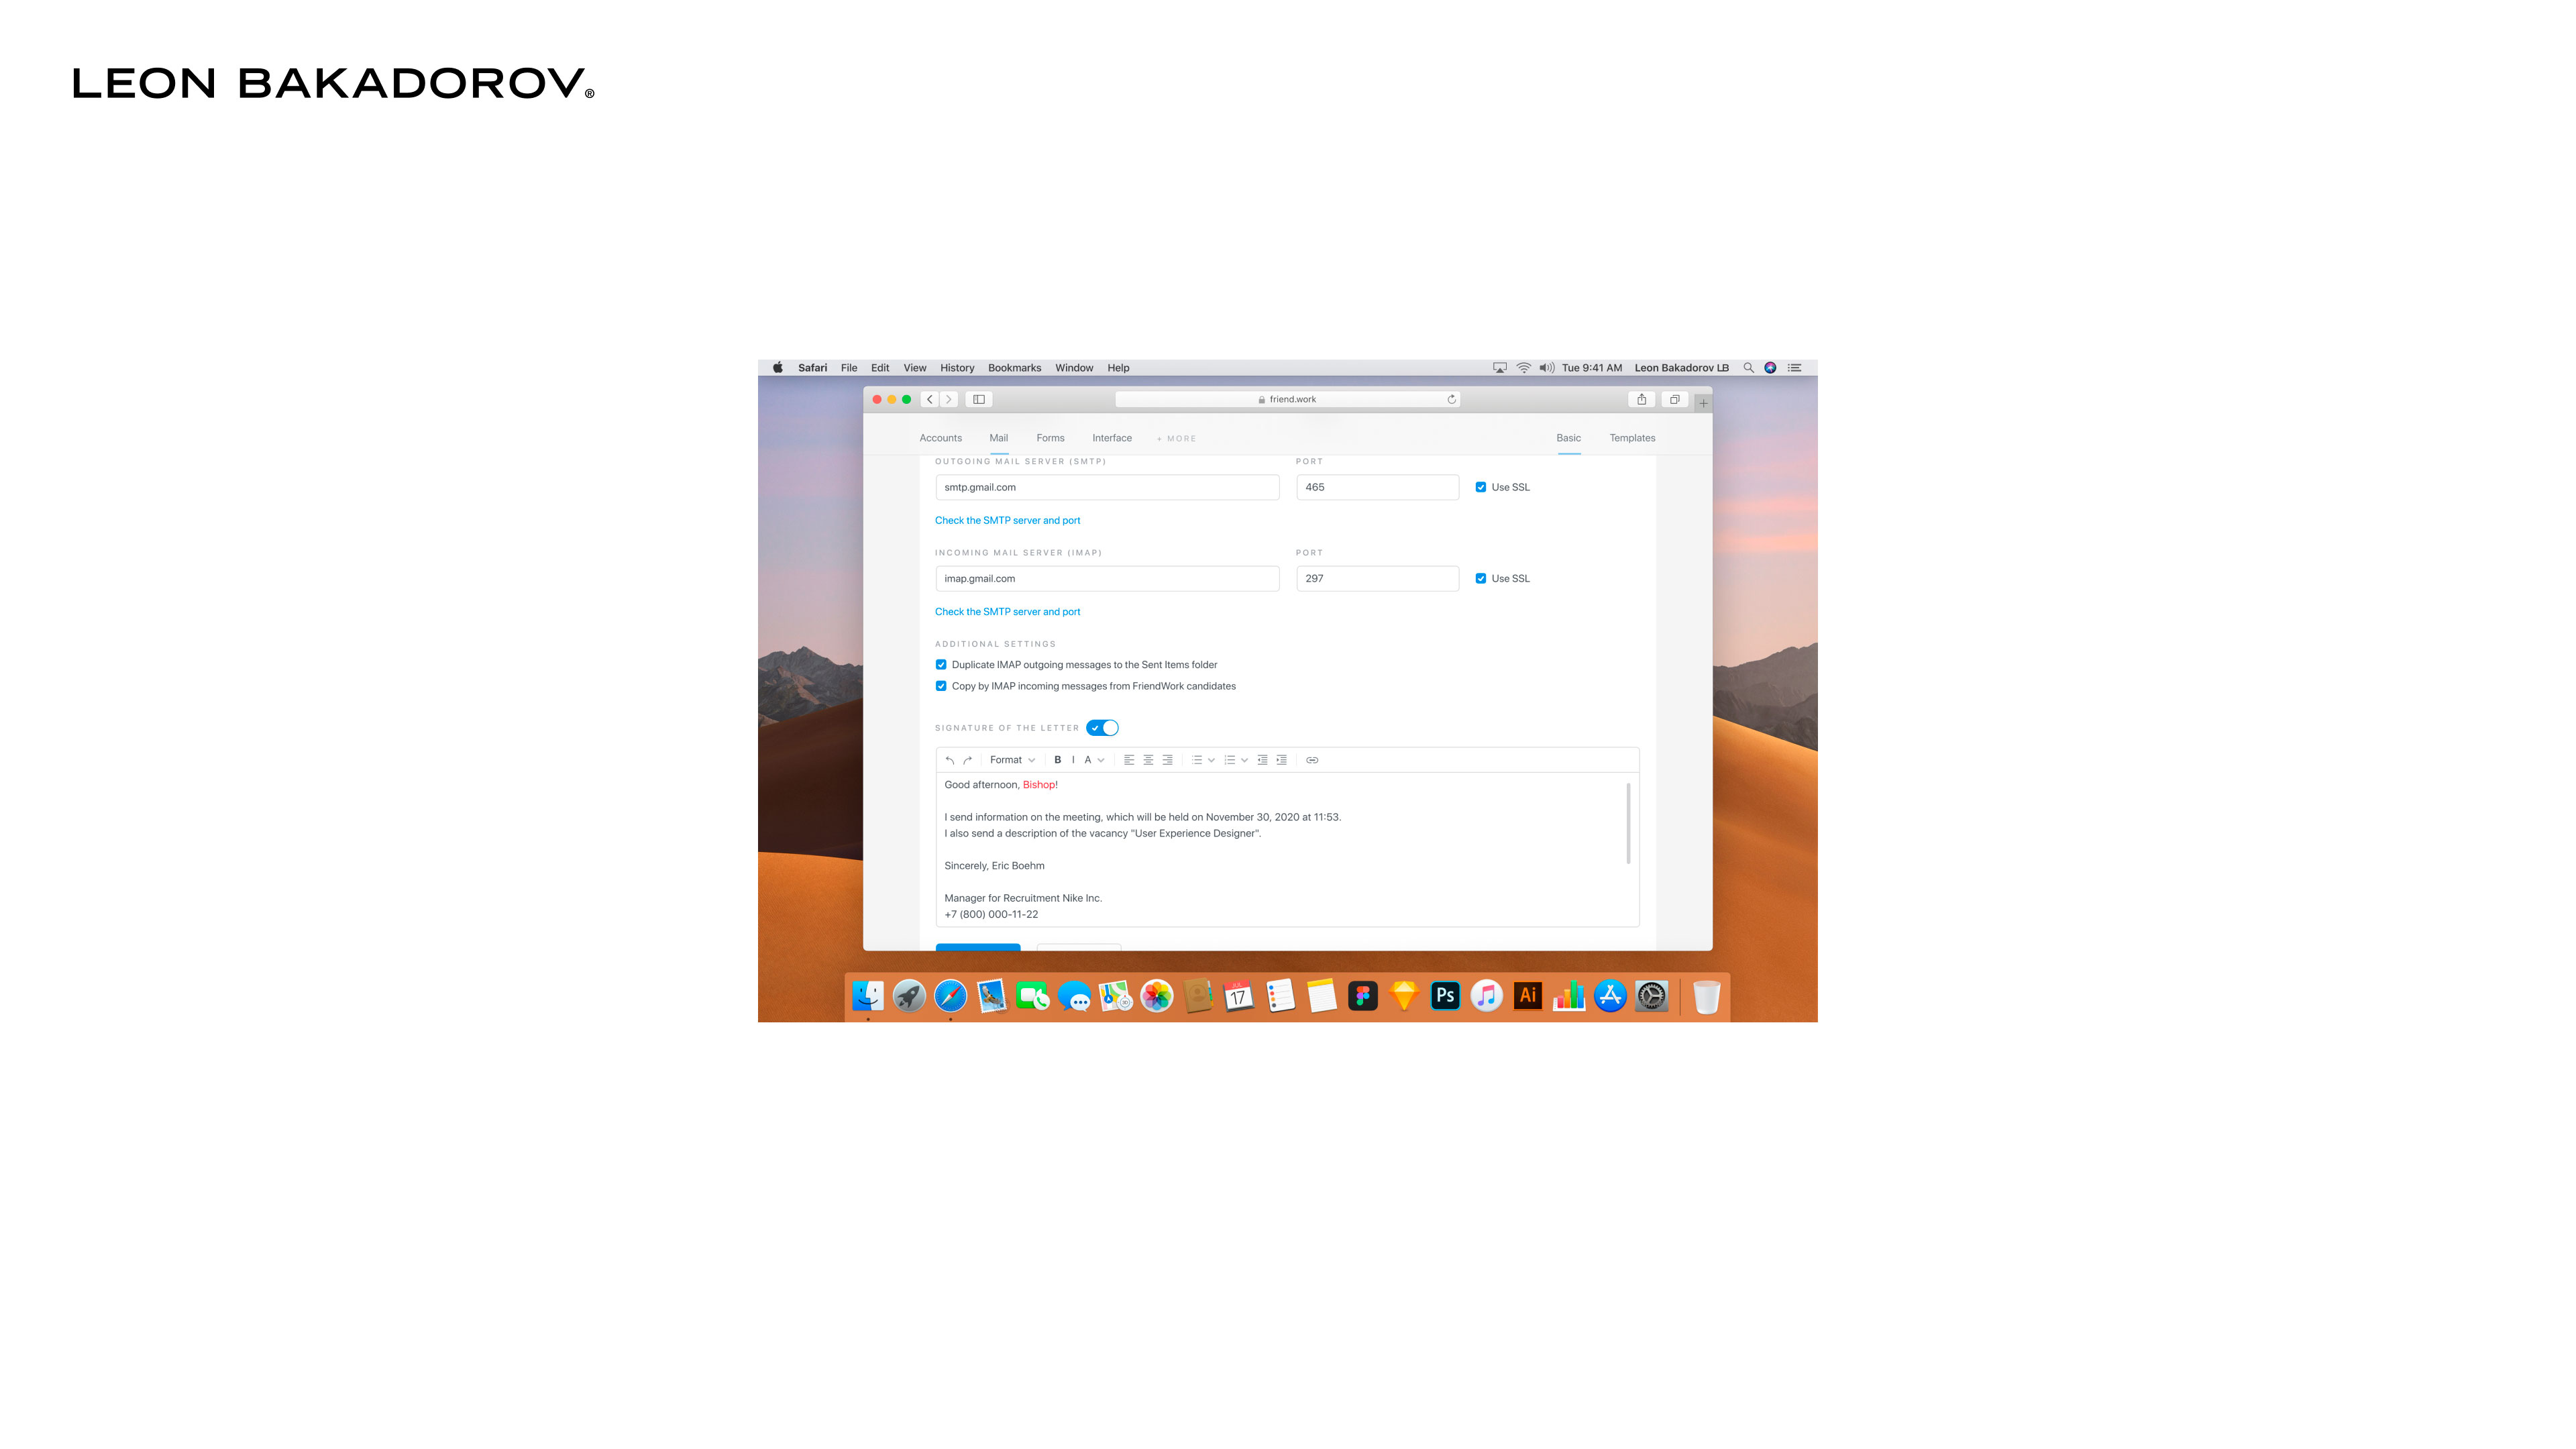 LEON BAKADOROV®
Safari File Edit View History Bookmarks Window Help Tue 9:41 AM Leon Bakadorov LB
friend.work
Accounts Mail Forms Interface + MORE Basic Templates
OUTGOING MAIL SERVER (SMTP) PORT
smtp.gmail.com 465 Use SSL
Check the SMTP server and port
INCOMING MAIL SERVER (IMAP) PORT
imap.gmail.com 297 Use SSL
Check the SMTP server and port
ADDITIONAL SETTINGS
Duplicate IMAP outgoing messages to the Sent Items folder
Copy by IMAP incoming messages from FriendWork candidates
SIGNATURE OF THE LETTER
Format B I A
Good afternoon, Bishop!
I send information on the meeting, which will be held on November 30, 2020 at 11:53.
I also send a description of the vacancy "User Experience Designer".
Sincerely, Eric Boehm
Manager for Recruitment Nike Inc.
+7 (800) 000-11-22
JUL
17 Ps Ai